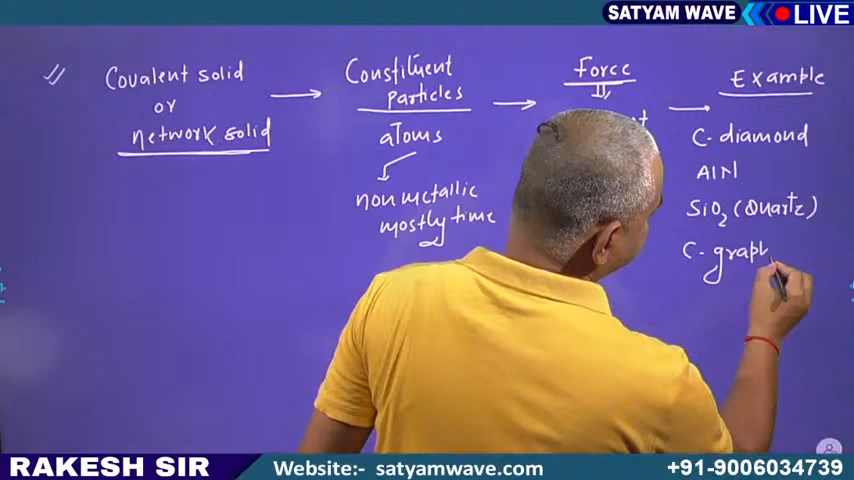 SATYAM WAVE LIVE
Covalent solid
or
network solid
Constituent
particles
atoms
non metallic
mostly time
Force
Example
C-diamond
AlN
SiO2 (Quartz)
C- graph
RAKESH SIR
Website:- satyamwave.com
+91-9006034739